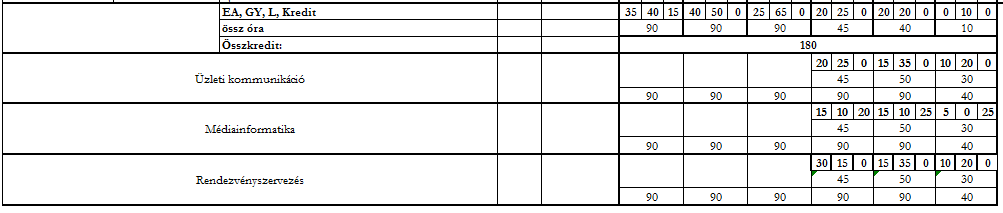 EA, GY, L, Kredit 35 40 15 40 50 0 25 65 0 20 25 0 20 20 0 0 10 0
össz óra 90 90 90 45 40 10
Összkredit: 180
20 25 0 15 35 0 10 20 0
Üzleti kommunikáció 45 50 30
90 90 90 90 90 40
15 10 20 15 10 25 5 0 25
Médiainformatika 45 50 30
90 90 90 90 90 40
30 15 0 15 35 0 10 20 0
Rendezvényszervezés 45 50 30
90 90 90 90 90 40